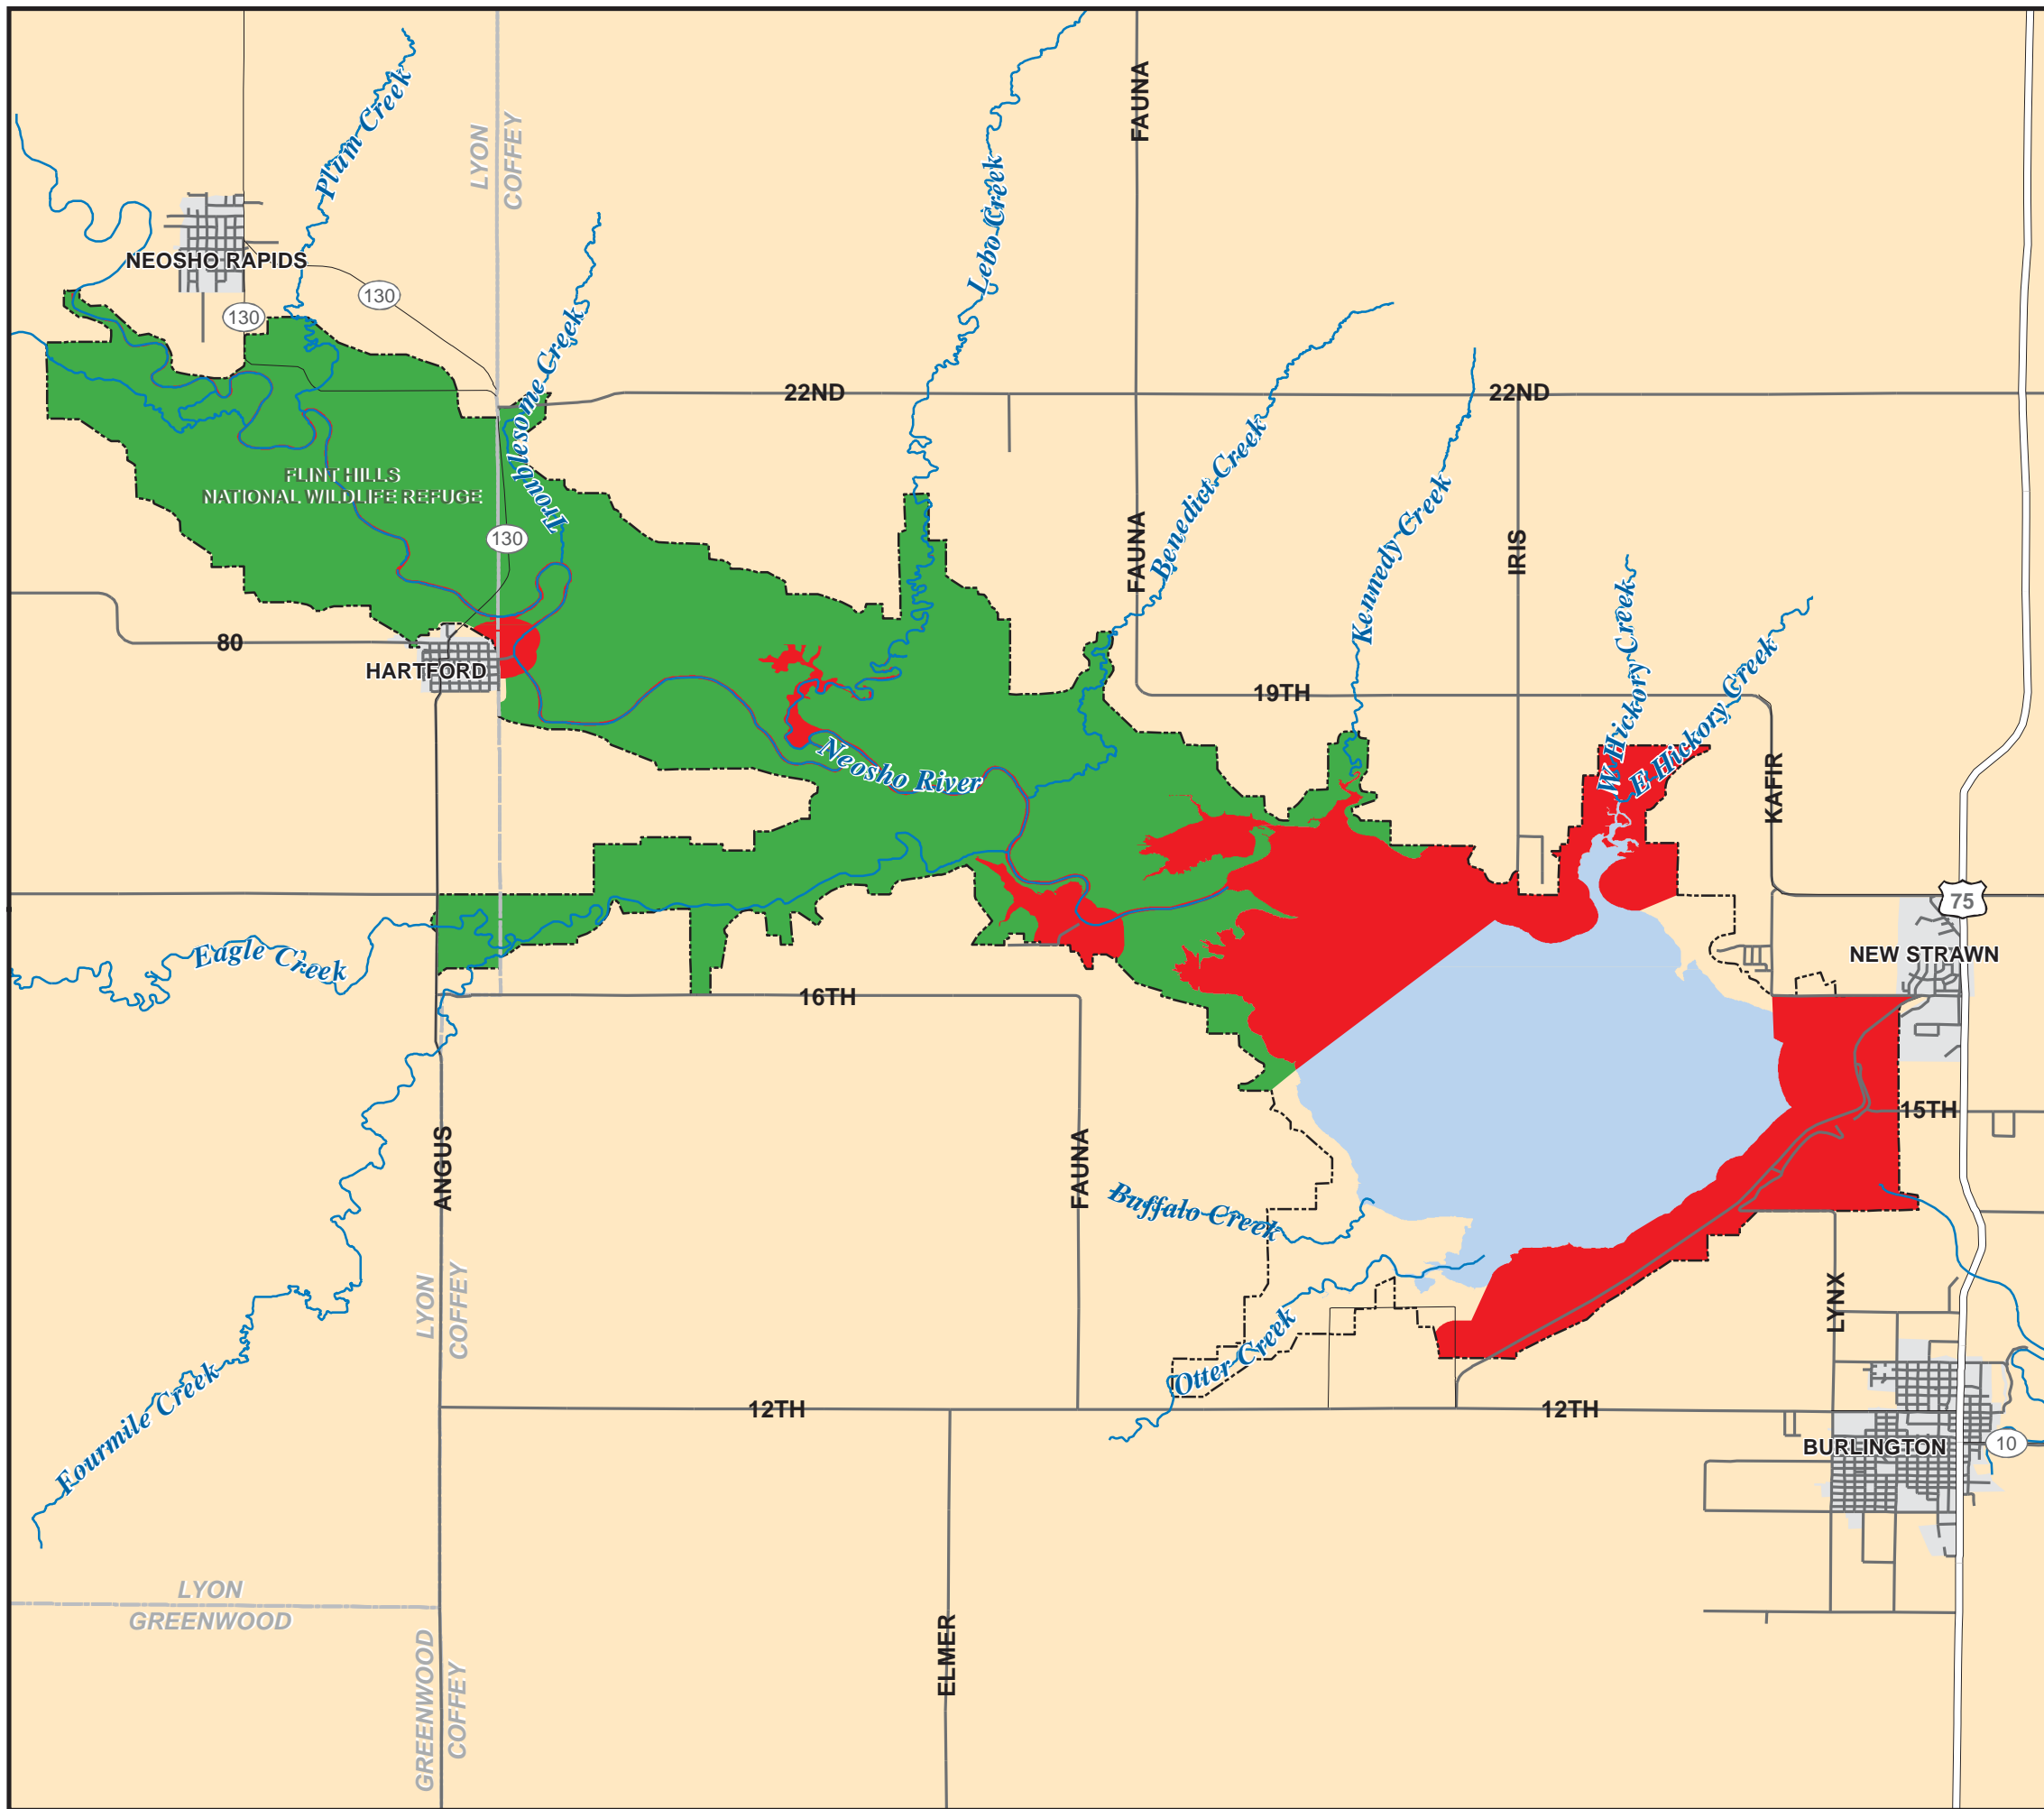 FAUNA
Plum Creek
LYON
COFFEY
Lebo Creek
NEOSHO RAPIDS
130
130
Troublesome Creek
22ND
22ND
FLINT HILLS
NATIONAL WILDLIFE REFUGE
130
FAUNA
Benedict Creek
Kennedy Creek
IRIS
80
HARTFORD
W Hickory Creek
E Hickory Creek
19TH
Neosho River
KAFIR
75
Eagle Creek
NEW STRAWN
16TH
15TH
ANGUS
FAUNA
Buffalo Creek
LYON
COFFEY
LYNX
Otter Creek
Fourmile Creek
12TH
12TH
BURLINGTON
10
LYON
GREENWOOD
ELMER
GREENWOOD
COFFEY